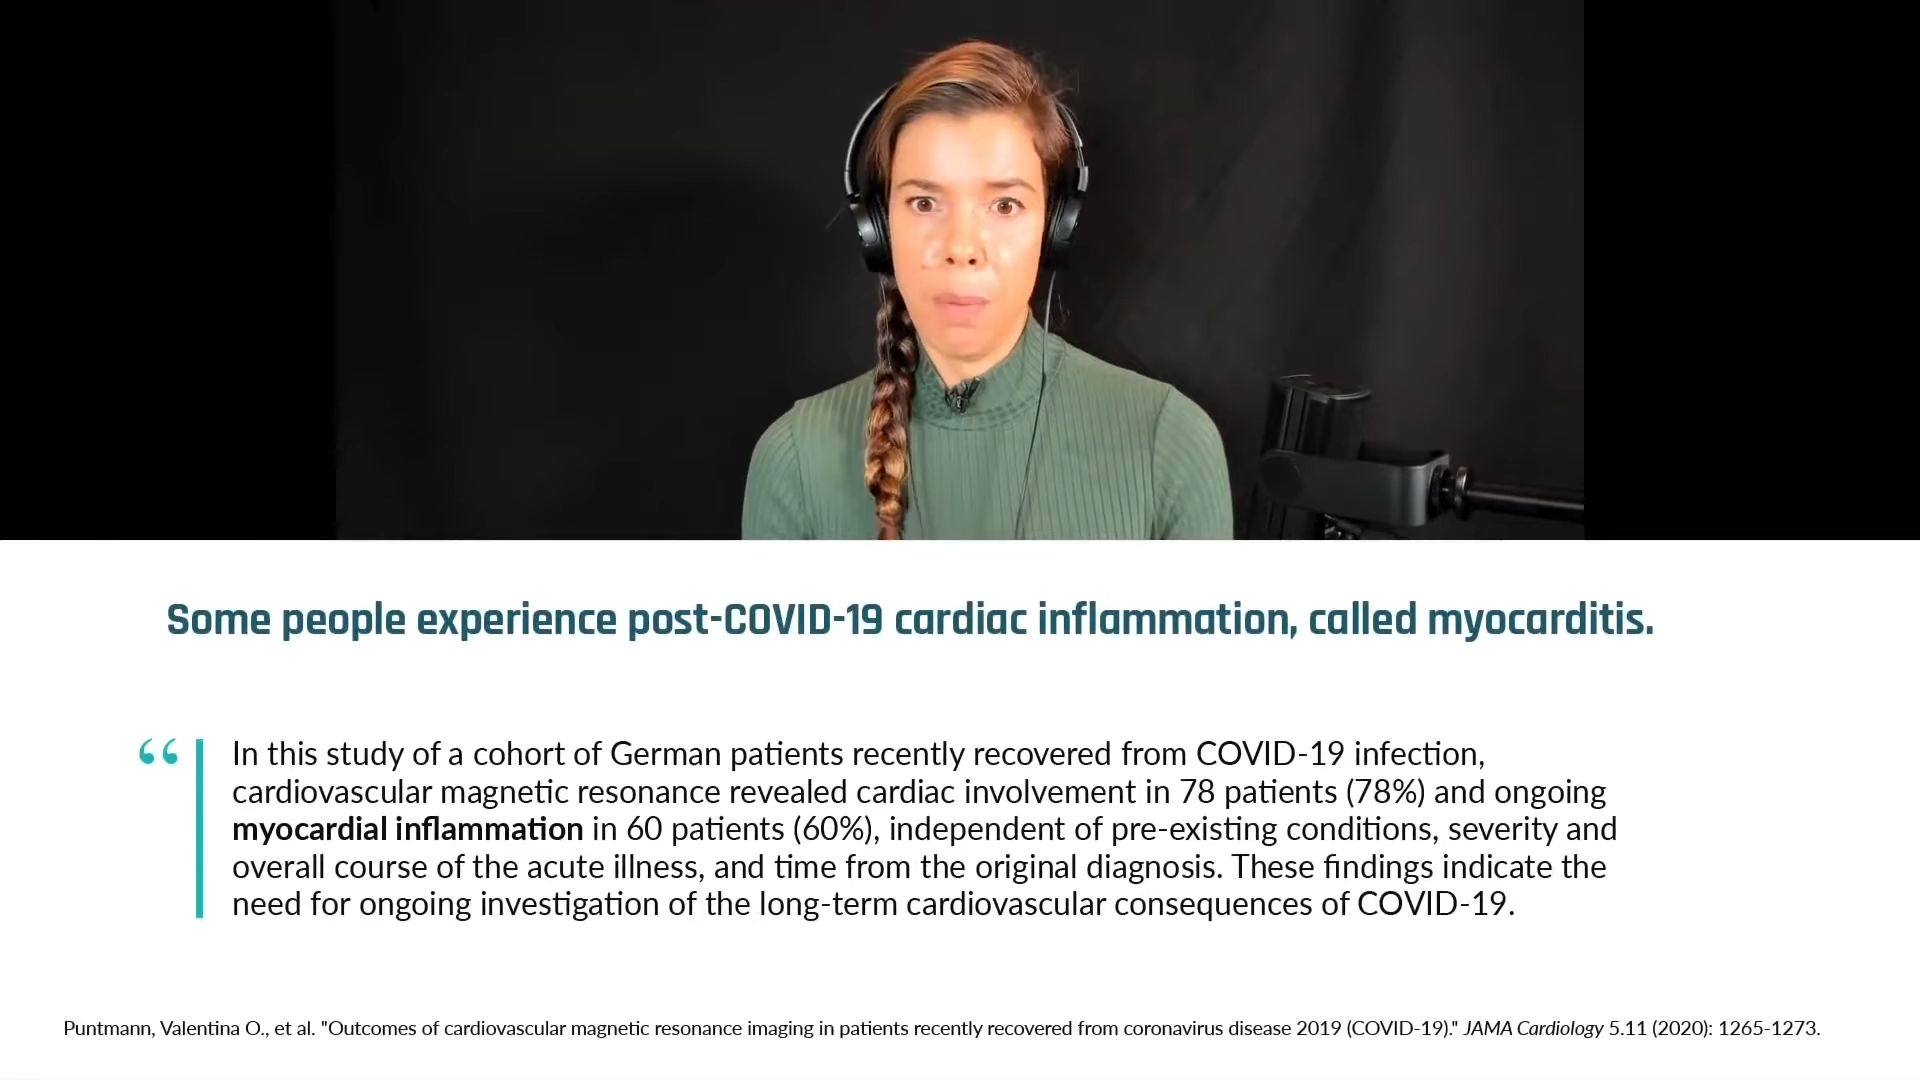 Some people experience post-COVID-19 cardiac inflammation, called myocarditis.
“
In this study of a cohort of German patients recently recovered from COVID-19 infection,
cardiovascular magnetic resonance revealed cardiac involvement in 78 patients (78%) and ongoing
myocardial inflammation in 60 patients (60%), independent of pre-existing conditions, severity and
overall course of the acute illness, and time from the original diagnosis. These findings indicate the
need for ongoing investigation of the long-term cardiovascular consequences of COVID-19.
Puntmann, Valentina O., et al. "Outcomes of cardiovascular magnetic resonance imaging in patients recently recovered from coronavirus disease 2019 (COVID-19)." JAMA Cardiology 5.11 (2020): 1265-1273.